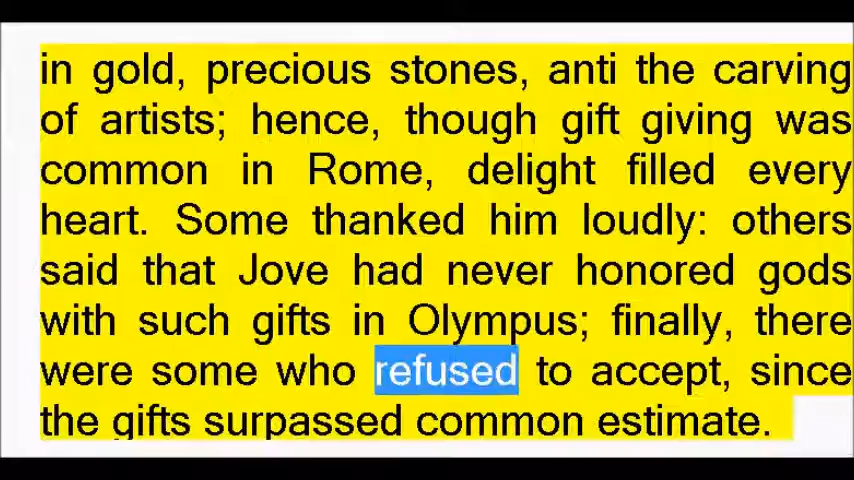 in gold, precious stones, anti the carving
of artists; hence, though gift giving was
common in Rome, delight filled every
heart. Some thanked him loudly: others
said that Jove had never honored gods
with such gifts in Olympus; finally, there
were some who refused to accept, since
the gifts surpassed common estimate.